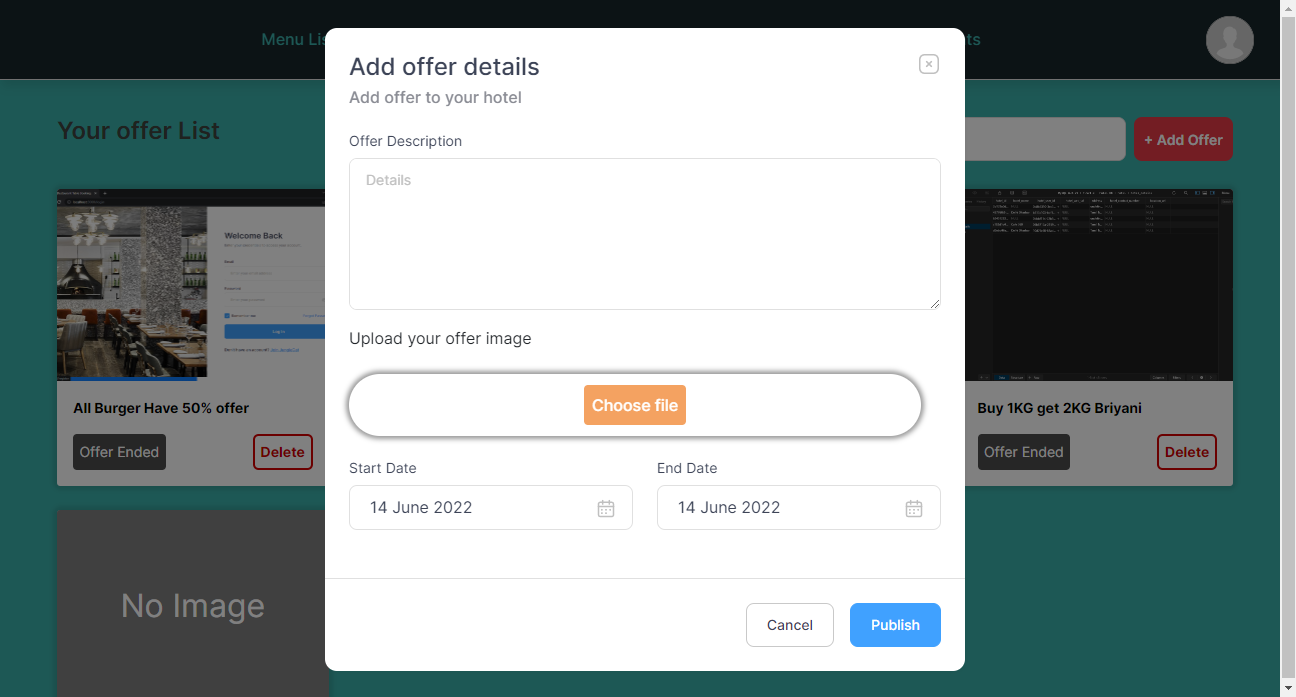 Menu Lis
ts
Add offer details
Add offer to your hotel
Your offer List
+ Add Offer
Offer Description
Details
Welcome Back
Upload your offer image
Choose file
All Burger Have 50% offer
Buy 1KG get 2KG Briyani
Offer Ended
Delete
Offer Ended
Delete
Start Date
End Date
14 June 2022
14 June 2022
No Image
Cancel
Publish